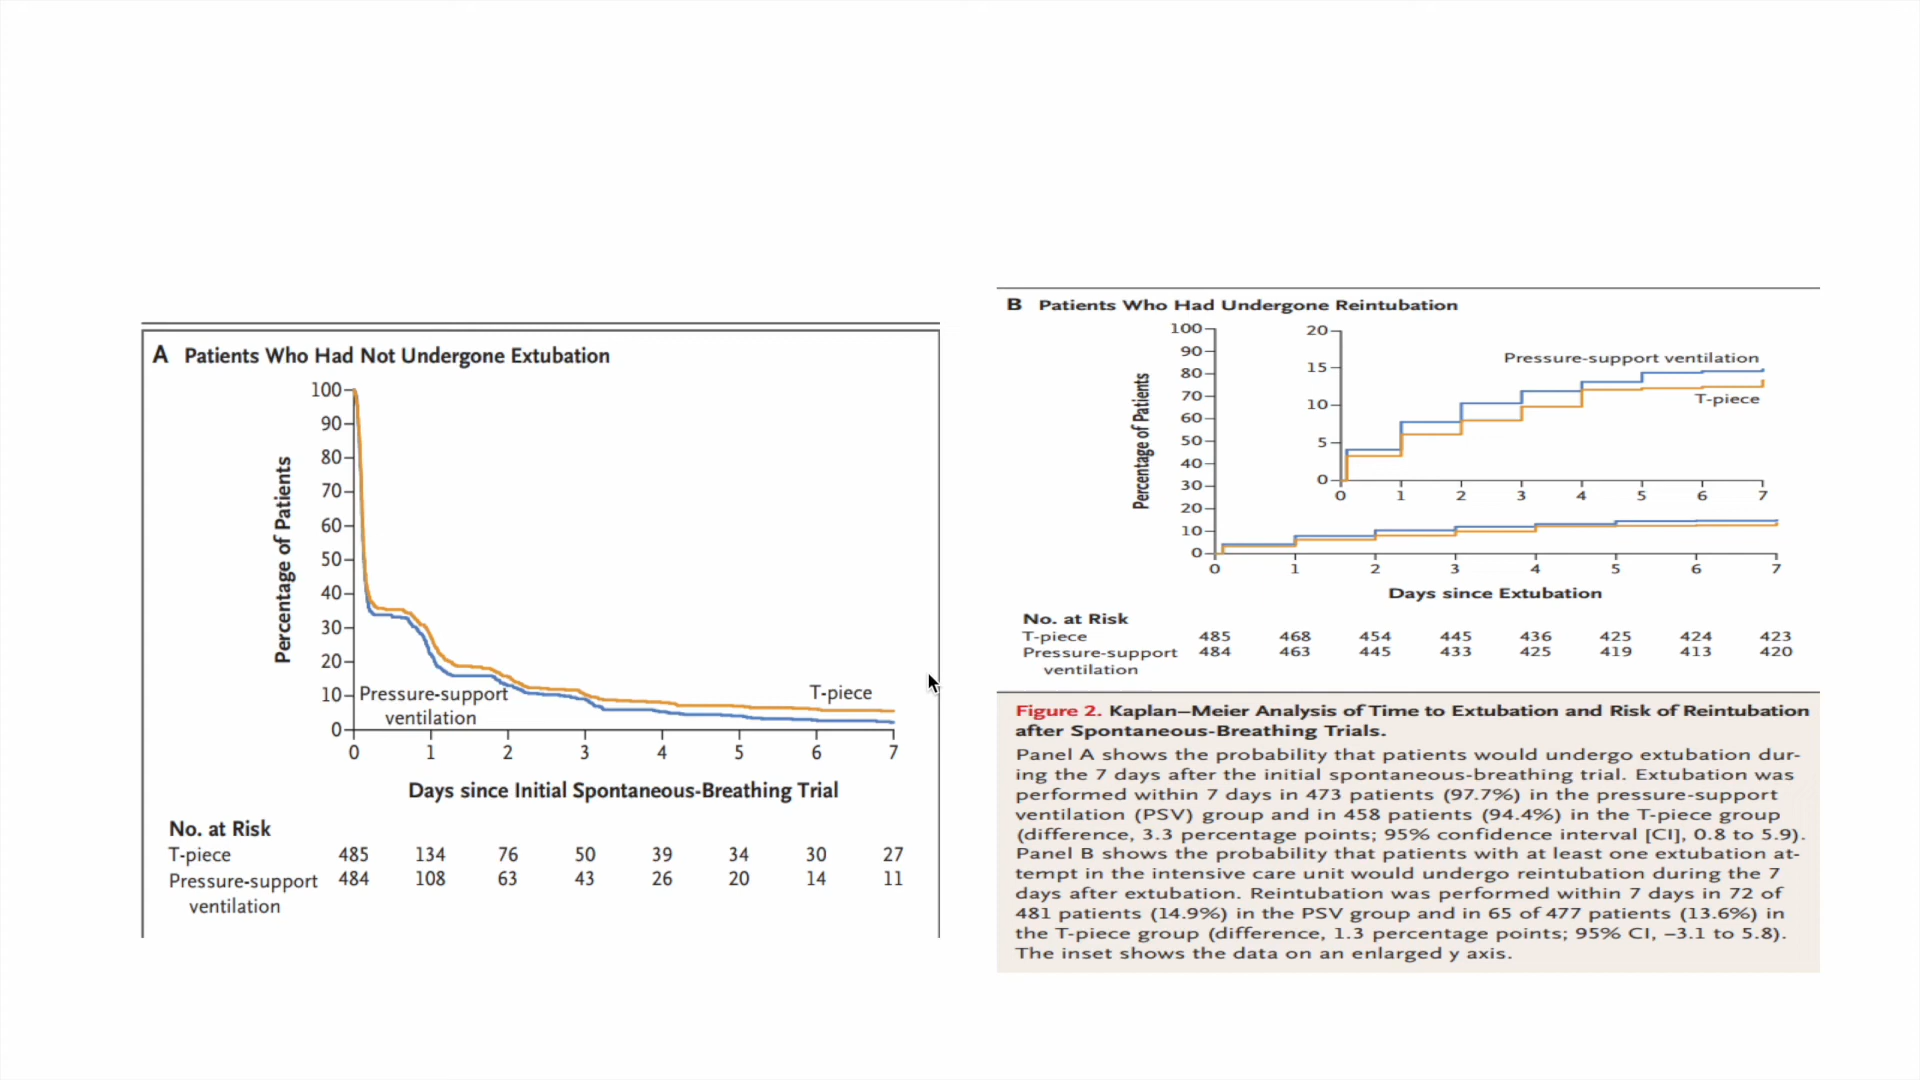 A Patients Who Had Not Undergone Extubation
100
90
80
70
60
50
40
30
20
10
0
Percentage of Patients
Pressure-support
ventilation
T-piece
0 1 2 3 4 5 6 7
Days since Initial Spontaneous-Breathing Trial
No. at Risk
T-piece 485 134 76 50 39 34 30 27
Pressure-support 484 108 63 43 26 20 14 11
ventilation
B Patients Who Had Undergone Reintubation
100
90
80
70
60
50
40
30
20
10
0
Percentage of Patients
20
15
10
5
0
Pressure-support ventilation
T-piece
0 1 2 3 4 5 6 7
0 1 2 3 4 5 6 7
Days since Extubation
No. at Risk
T-piece 485 468 454 445 436 425 424 423
Pressure-support 484 463 445 433 425 419 413 420
ventilation
Figure 2. Kaplan–Meier Analysis of Time to Extubation and Risk of Reintubation
after Spontaneous-Breathing Trials.
Panel A shows the probability that patients would undergo extubation dur-
ing the 7 days after the initial spontaneous-breathing trial. Extubation was
performed within 7 days in 473 patients (97.7%) in the pressure-support
ventilation (PSV) group and in 458 patients (94.4%) in the T-piece group
(difference, 3.3 percentage points; 95% confidence interval [CI], 0.8 to 5.9).
Panel B shows the probability that patients with at least one extubation at-
tempt in the intensive care unit would undergo reintubation during the 7
days after extubation. Reintubation was performed within 7 days in 72 of
481 patients (14.9%) in the PSV group and in 65 of 477 patients (13.6%) in
the T-piece group (difference, 1.3 percentage points; 95% CI, −3.1 to 5.8).
The inset shows the data on an enlarged y axis.